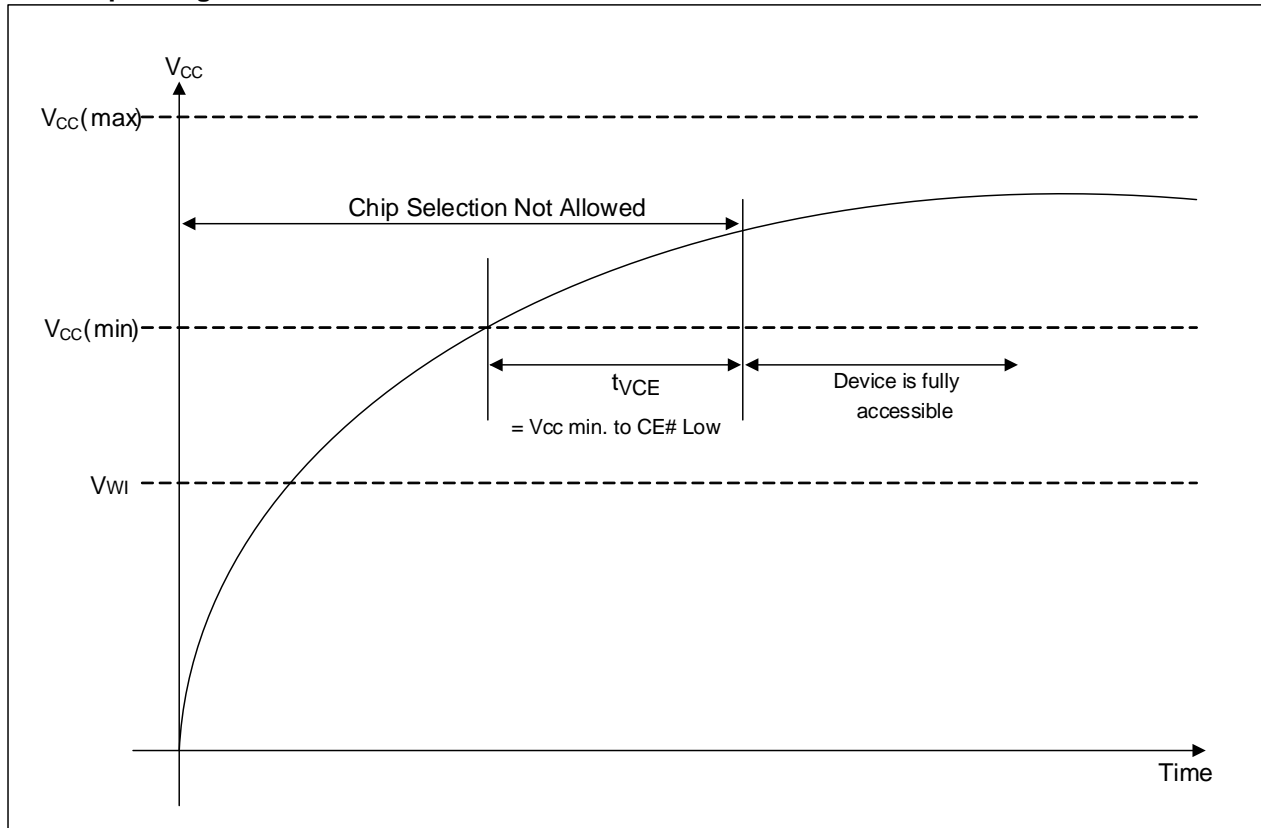 VCC
VCC(max)
Chip Selection Not Allowed
VCC(min)
tVCE
= Vcc min. to CE# Low
Device is fully
accessible
VWI
Time